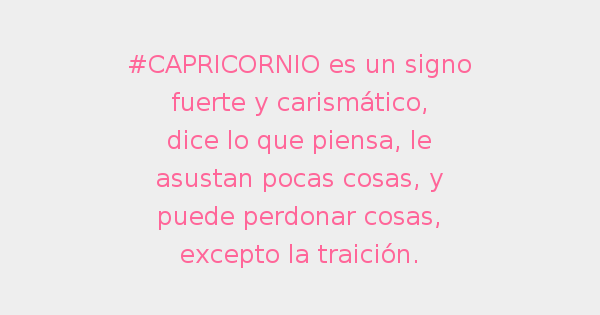 #CAPRICORNIO es un signo
fuerte y carismático,
dice lo que piensa, le
asustan pocas cosas, y
puede perdonar cosas,
excepto la traición.